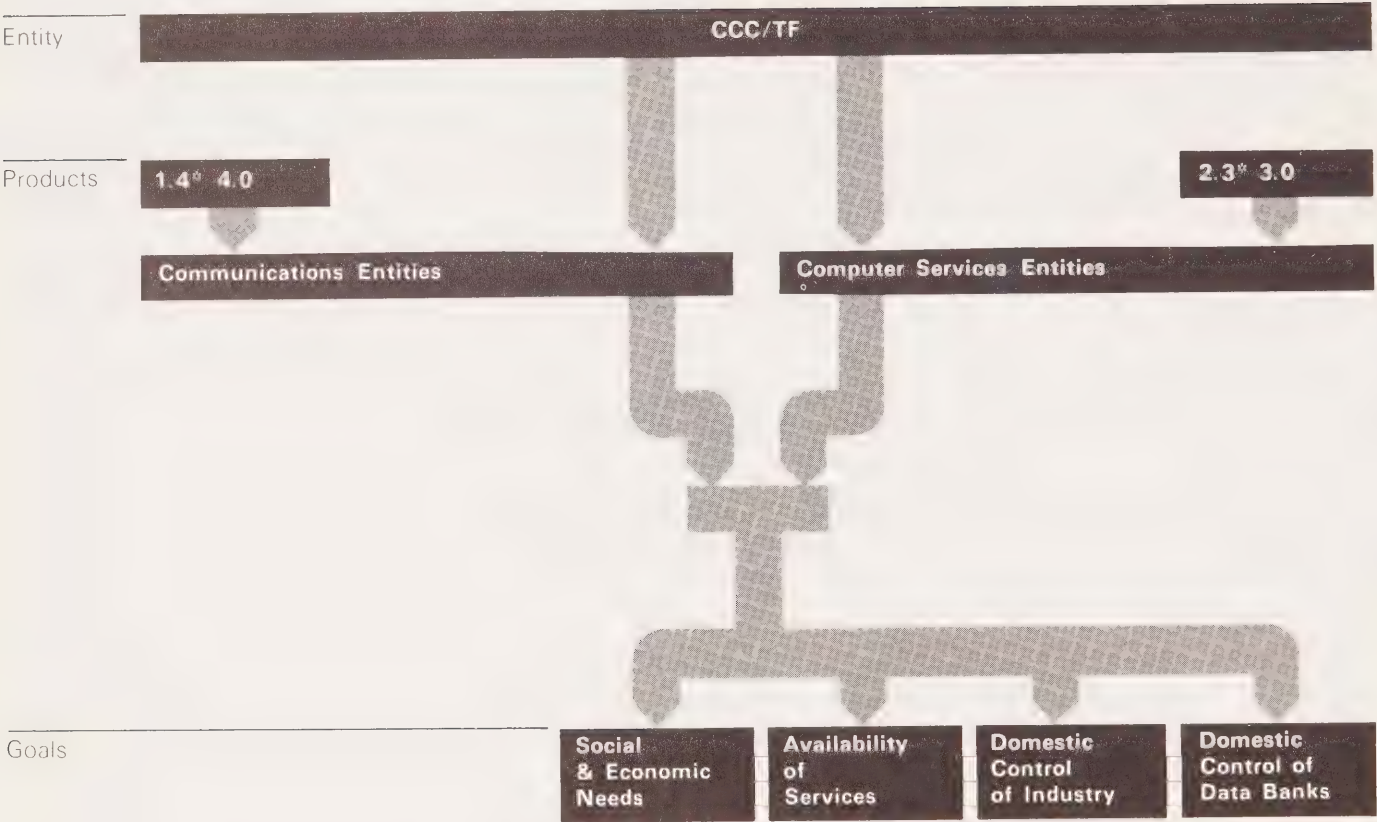 Entity
CCC/TF
Products
1.4* 4.0
2.3* 3.0
Communications Entities
Computer Services Entities
Goals
Social
& Economic
Needs
Availability
of
Services
Domestic
Control
of Industry
Domestic
Control of
Data Banks